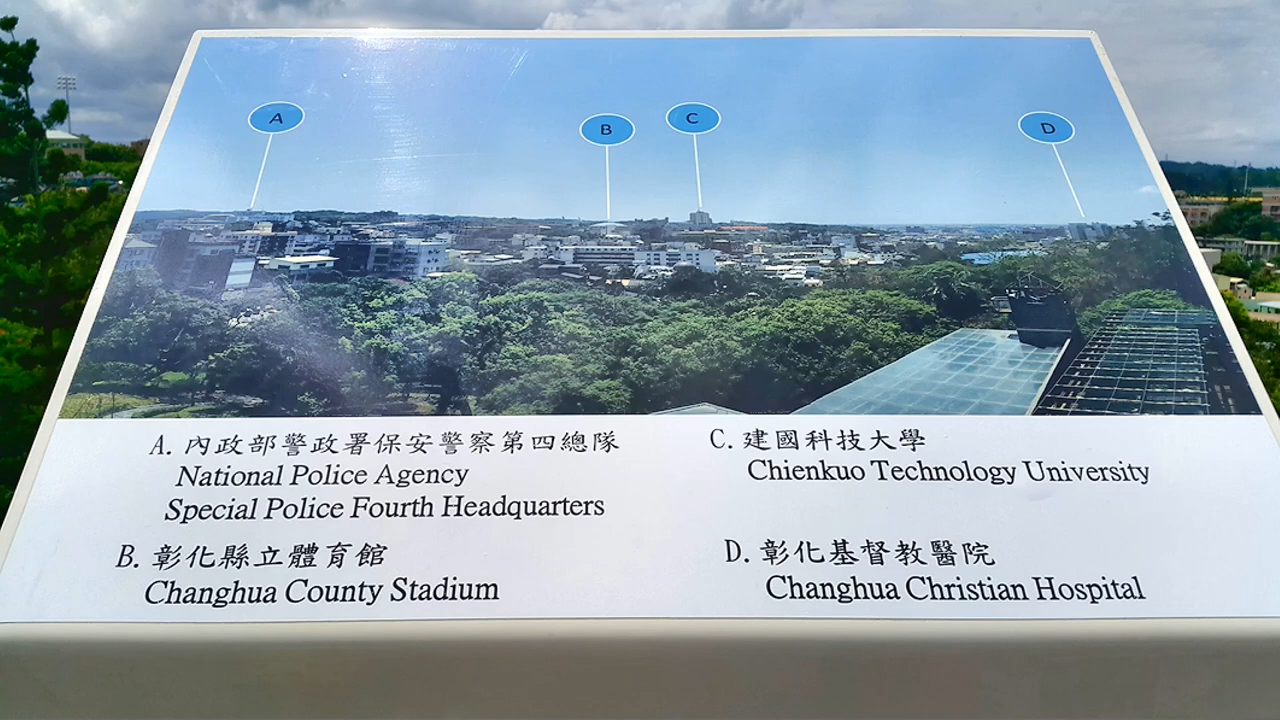 A
B
C
D
A. 內政部警政署保安警察第四總隊
National Police Agency
Special Police Fourth Headquarters
B. 彰化縣立體育館
Changhua County Stadium
C. 建國科技大學
Chienkuo Technology University
D. 彰化基督教醫院
Changhua Christian Hospital